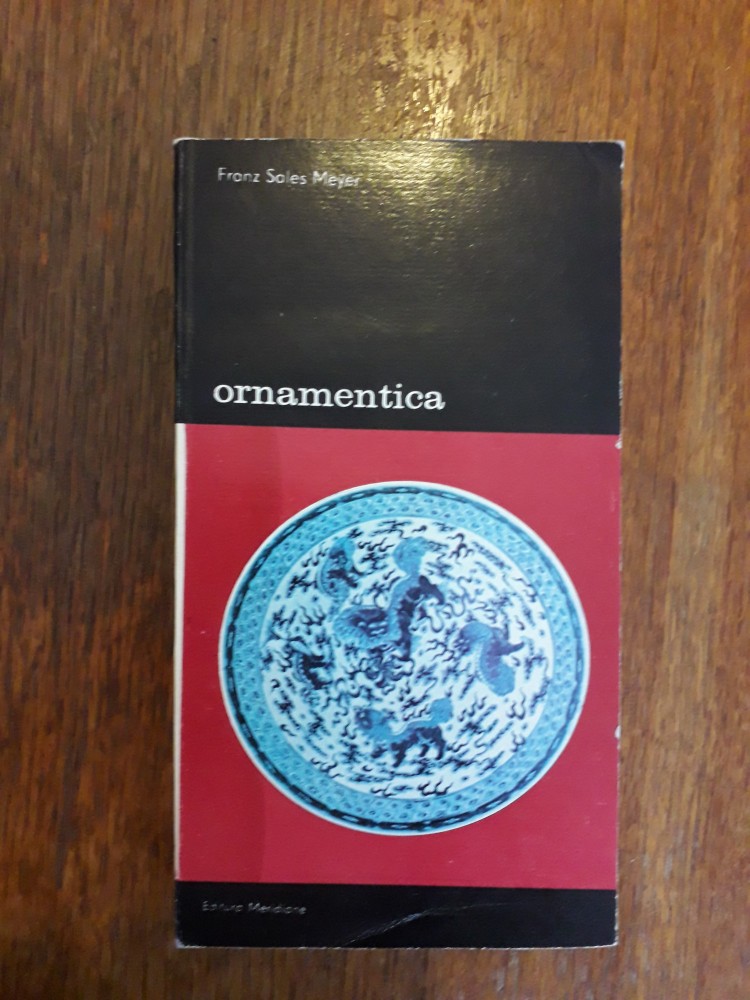 Franz Sales Meyer
ornamentica
Editura Meridiane